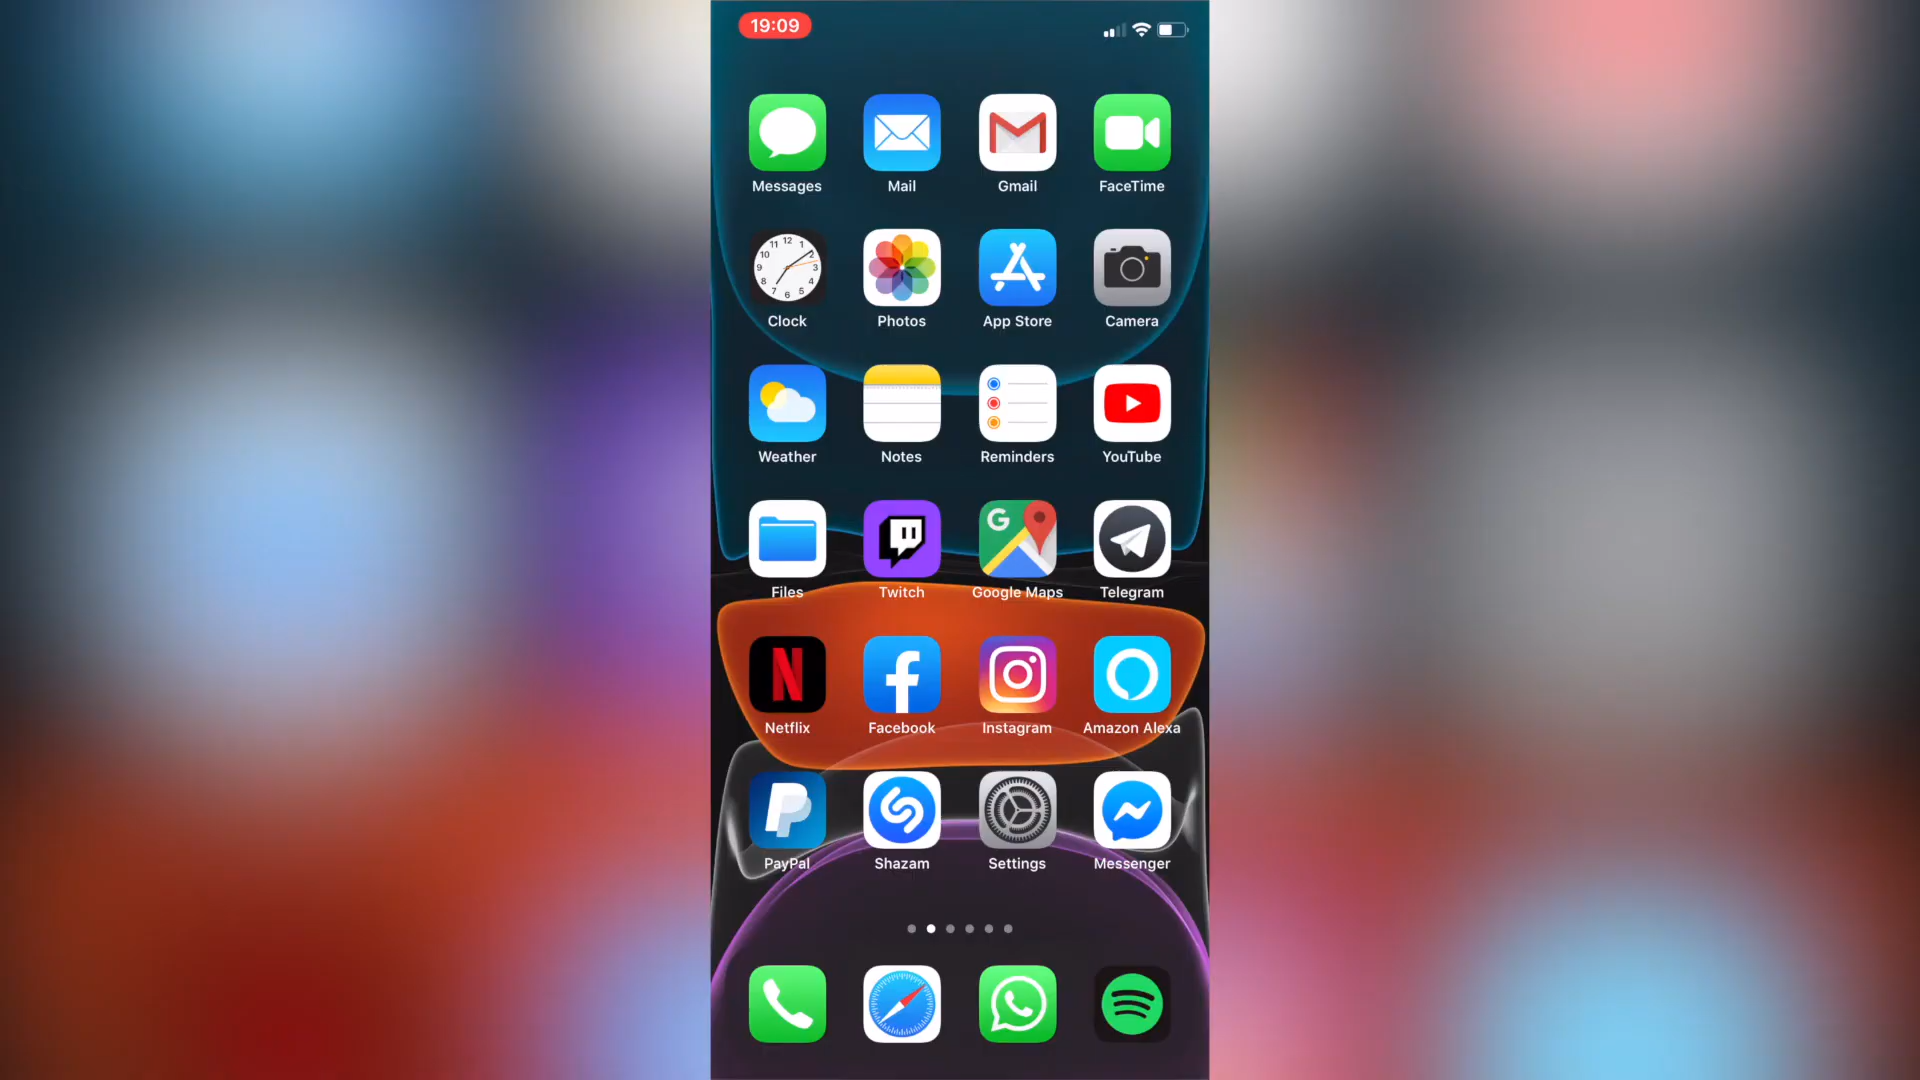 19:09
Messages Mail Gmail FaceTime
Clock Photos App Store Camera
Weather Notes Reminders YouTube
G
Files Twitch Google Maps Telegram
N
Netflix Facebook Instagram Amazon Alexa
PayPal Shazam Settings Messenger